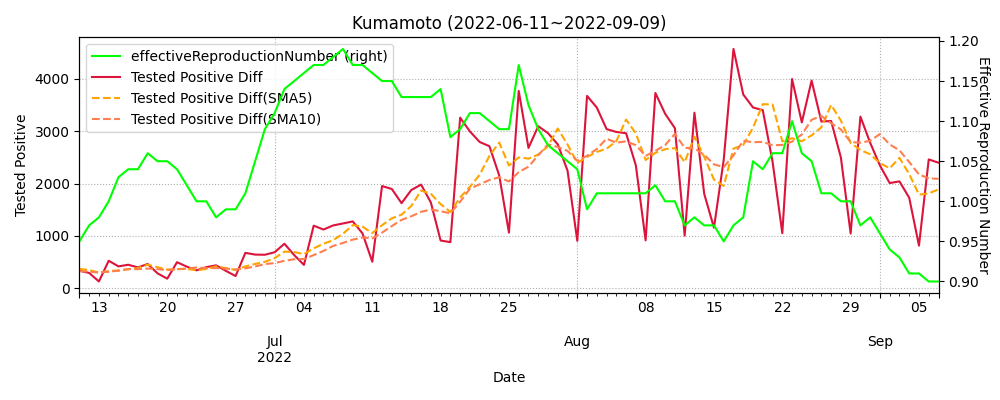 Kumamoto (2022-06-11~2022-09-09)
effectiveReproductionNumber (right)
Tested Positive Diff
Tested Positive Diff(SMA5)
Tested Positive Diff(SMA10)
Tested Positive
4000
3000
2000
1000
0
1.20
1.15
1.10
1.05
1.00
0.95
0.90
Effective Reproduction Number
13 20 27 04 11 18 25 08 15 22 29 05
Jul Aug Sep
2022
Date